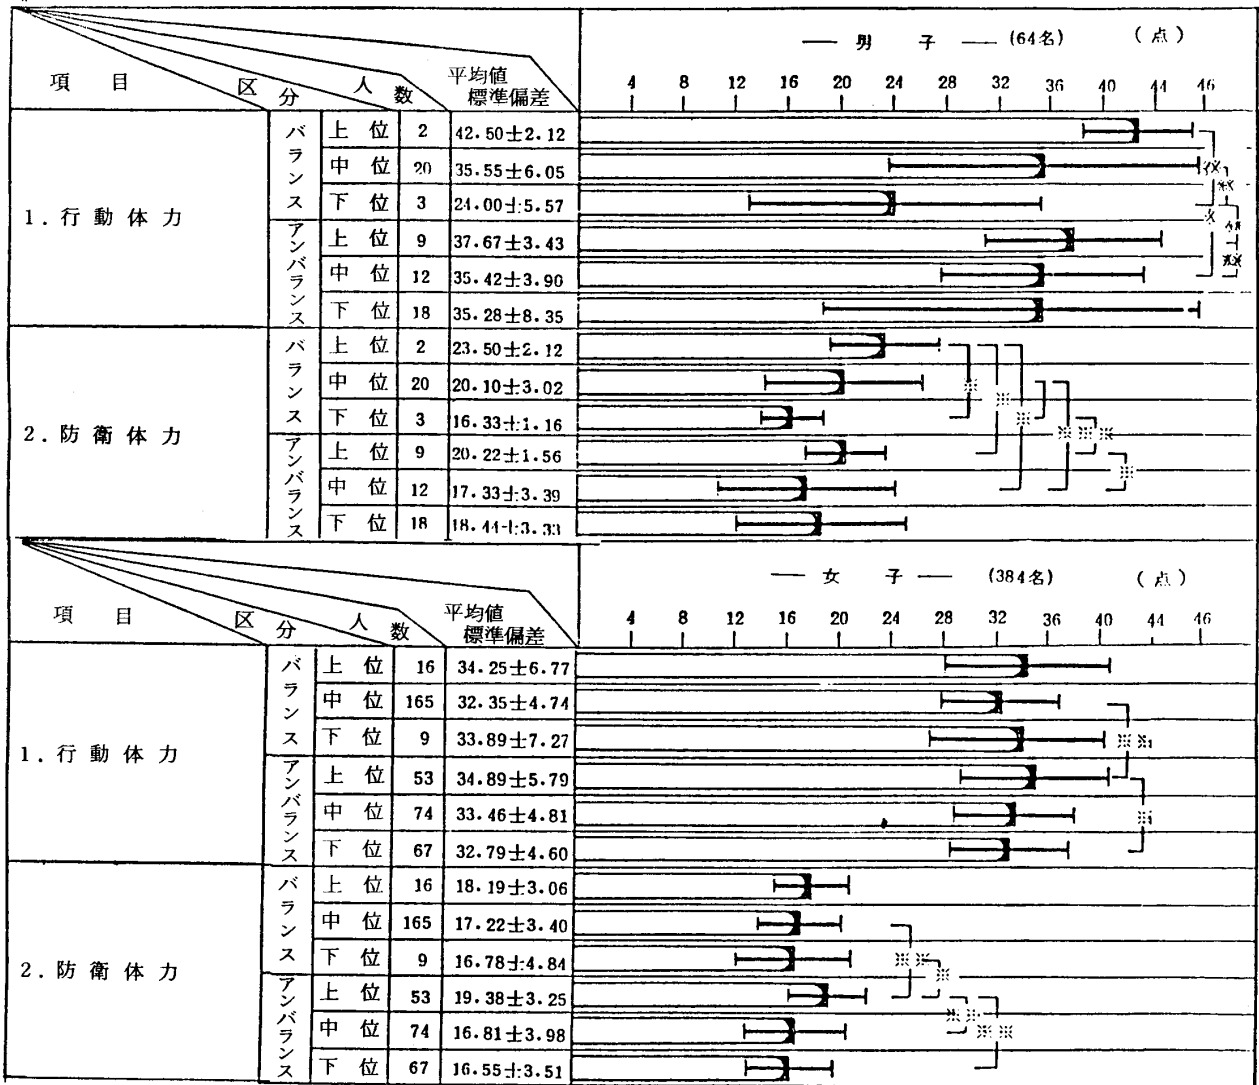 — 男 子 — (64名) (点)
項 目 区 分 人 数 平均値 標準偏差 4 8 12 16 20 24 28 32 36 40 44 46
1. 行動体力
バランス 上位 2 42.50±2.12
中位 20 35.55±6.05
下位 3 24.00±5.57
アンバランス 上位 9 37.67±3.43
中位 12 35.42±3.90
下位 18 35.28±8.35
2. 防衛体力
バランス 上位 2 23.50±2.12
中位 20 20.10±3.02
下位 3 16.33±1.16
アンバランス 上位 9 20.22±1.56
中位 12 17.33±3.39
下位 18 18.44±3.33
— 女 子 — (384名) (点)
項 目 区 分 人 数 平均値 標準偏差 4 8 12 16 20 24 28 32 36 40 44 46
1. 行動体力
バランス 上位 16 34.25±6.77
中位 165 32.35±4.74
下位 9 33.89±7.27
アンバランス 上位 53 34.89±5.79
中位 74 33.46±4.81
下位 67 32.79±4.60
2. 防衛体力
バランス 上位 16 18.19±3.06
中位 165 17.22±3.40
下位 9 16.78±4.84
アンバランス 上位 53 19.38±3.25
中位 74 16.81±3.98
下位 67 16.55±3.51